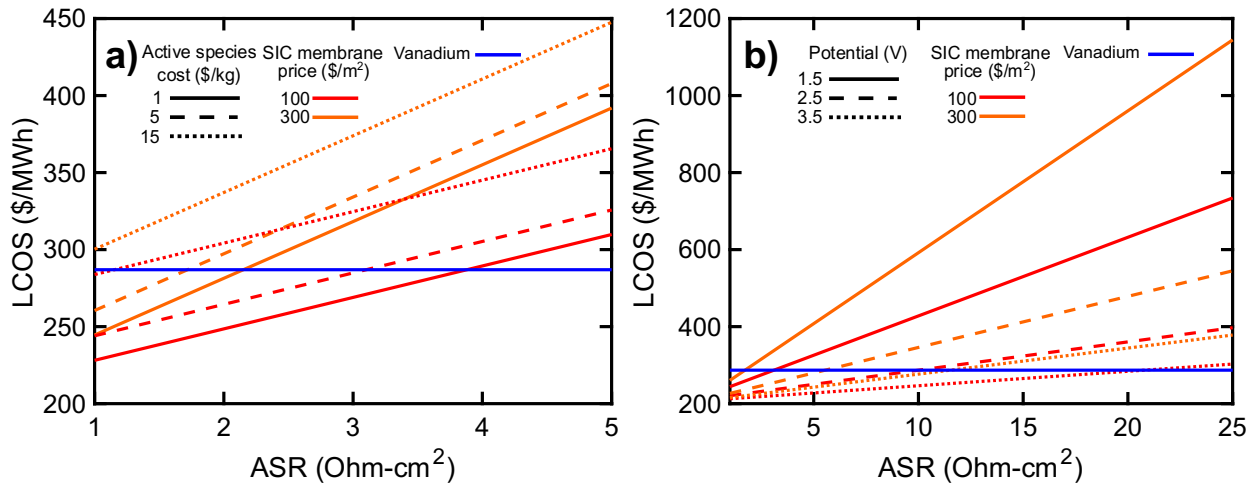 a)
Active species
cost ($/kg)
1
5
15
SIC membrane
price ($/m²)
100
300
Vanadium
LCOS ($/MWh)
450
400
350
300
250
200
1
2
3
4
5
ASR (Ohm-cm²)
b)
Potential (V)
1.5
2.5
3.5
SIC membrane
price ($/m²)
100
300
Vanadium
LCOS ($/MWh)
1200
1000
800
600
400
200
5
10
15
20
25
ASR (Ohm-cm²)